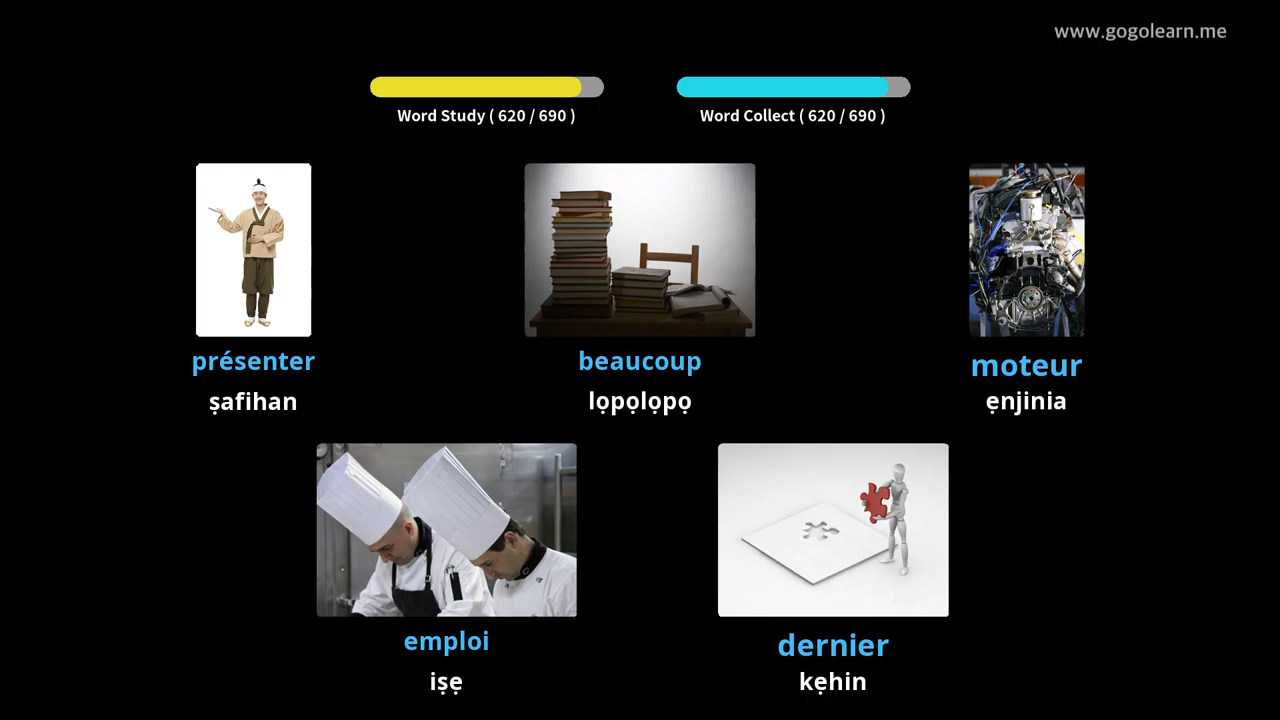 www.gogolearn.me
Word Study ( 620 / 690 )
Word Collect ( 620 / 690 )
présenter
ṣafihan
beaucoup
lọpọlọpọ
moteur
ẹnjinia
emploi
iṣẹ
dernier
kẹhin